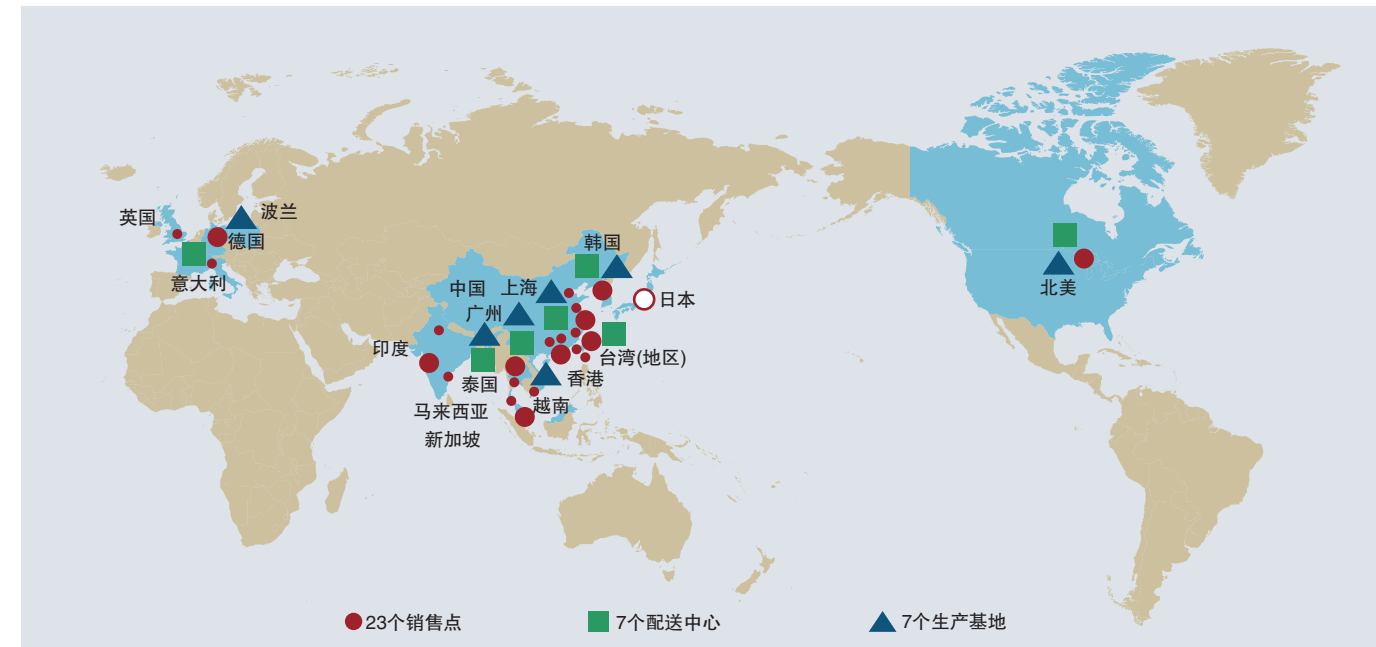 英国
波兰
德国
意大利
韩国
中国
上海
广州
日本
印度
台湾(地区)
泰国
香港
马来西亚
越南
新加坡
北美
23个销售点
7个配送中心
7个生产基地